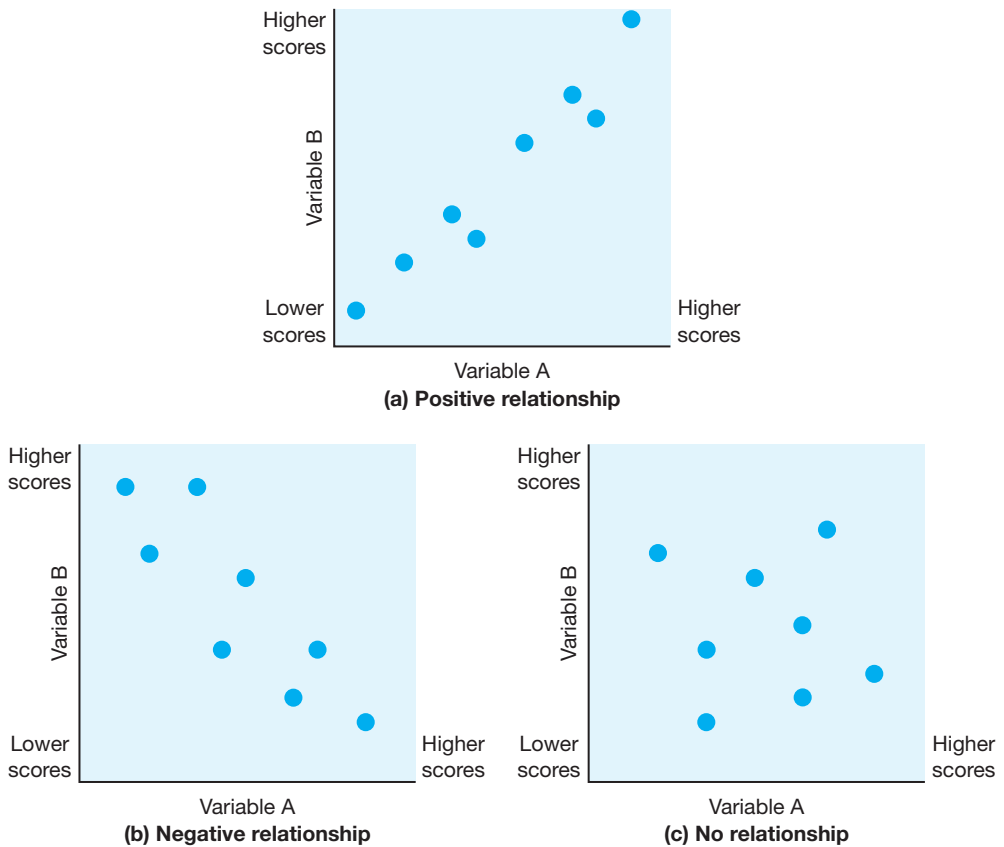 Higher
scores
Variable B
Lower
scores
Higher
scores
Variable A
(a) Positive relationship
Higher
scores
Variable B
Lower
scores
Higher
scores
Variable A
(b) Negative relationship
Higher
scores
Variable B
Lower
scores
Higher
scores
Variable A
(c) No relationship